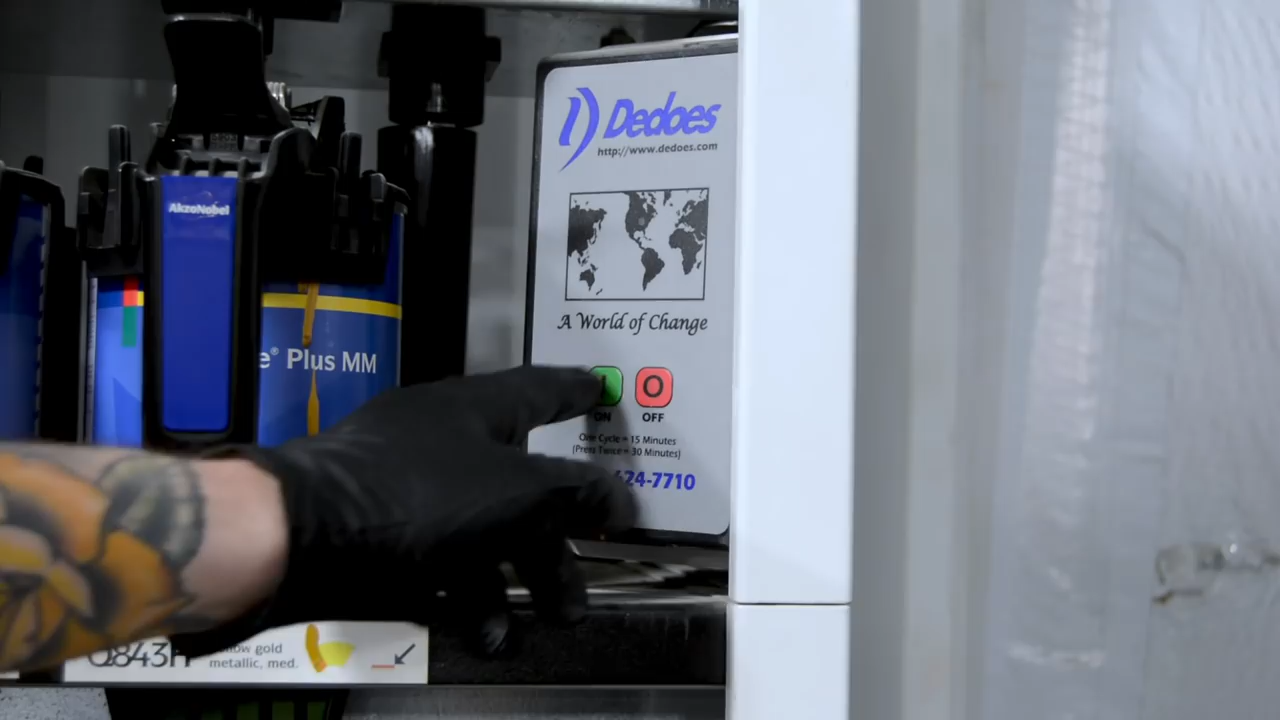 Dedoes
http://www.dedoes.com
AkzoNobel
A World of Change
e® Plus MM
I
O
ON
OFF
One Cycle = 15 Minutes
(Press Twice = 30 Minutes)
624-7710
Q843H
metallic, med.
gold